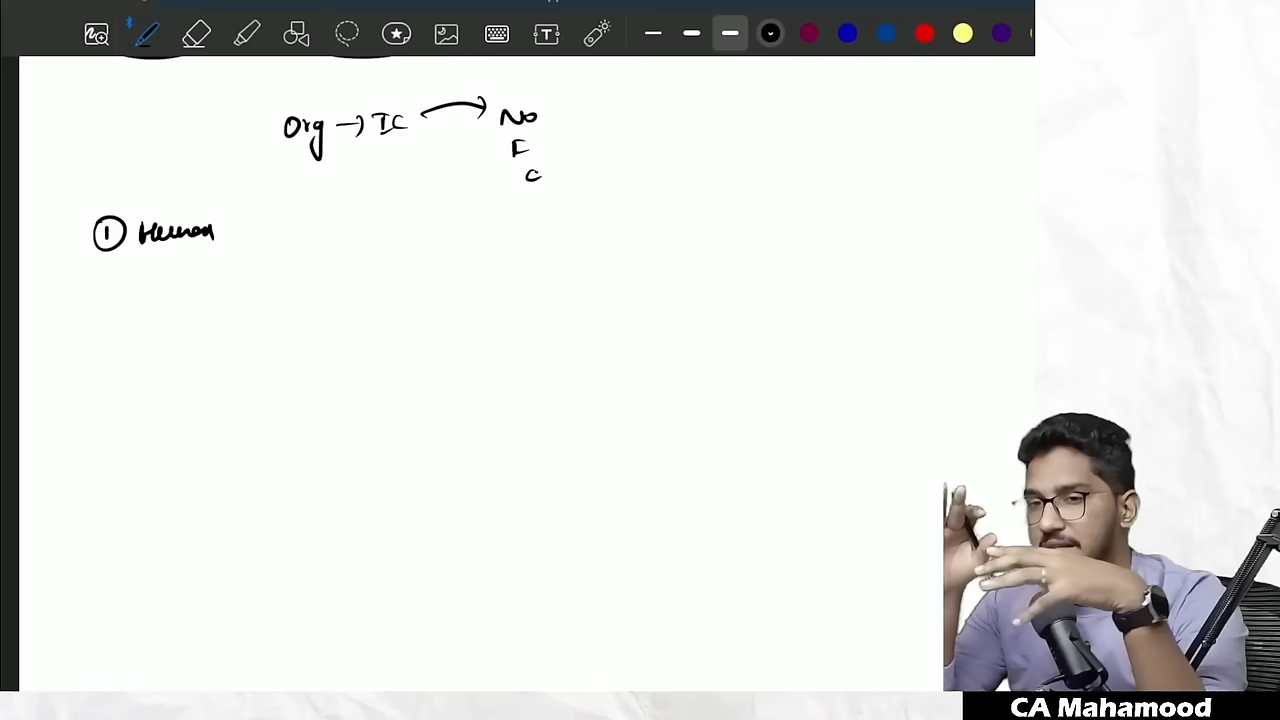 Org → IC → No
F
C
① Human
CA Mahamood